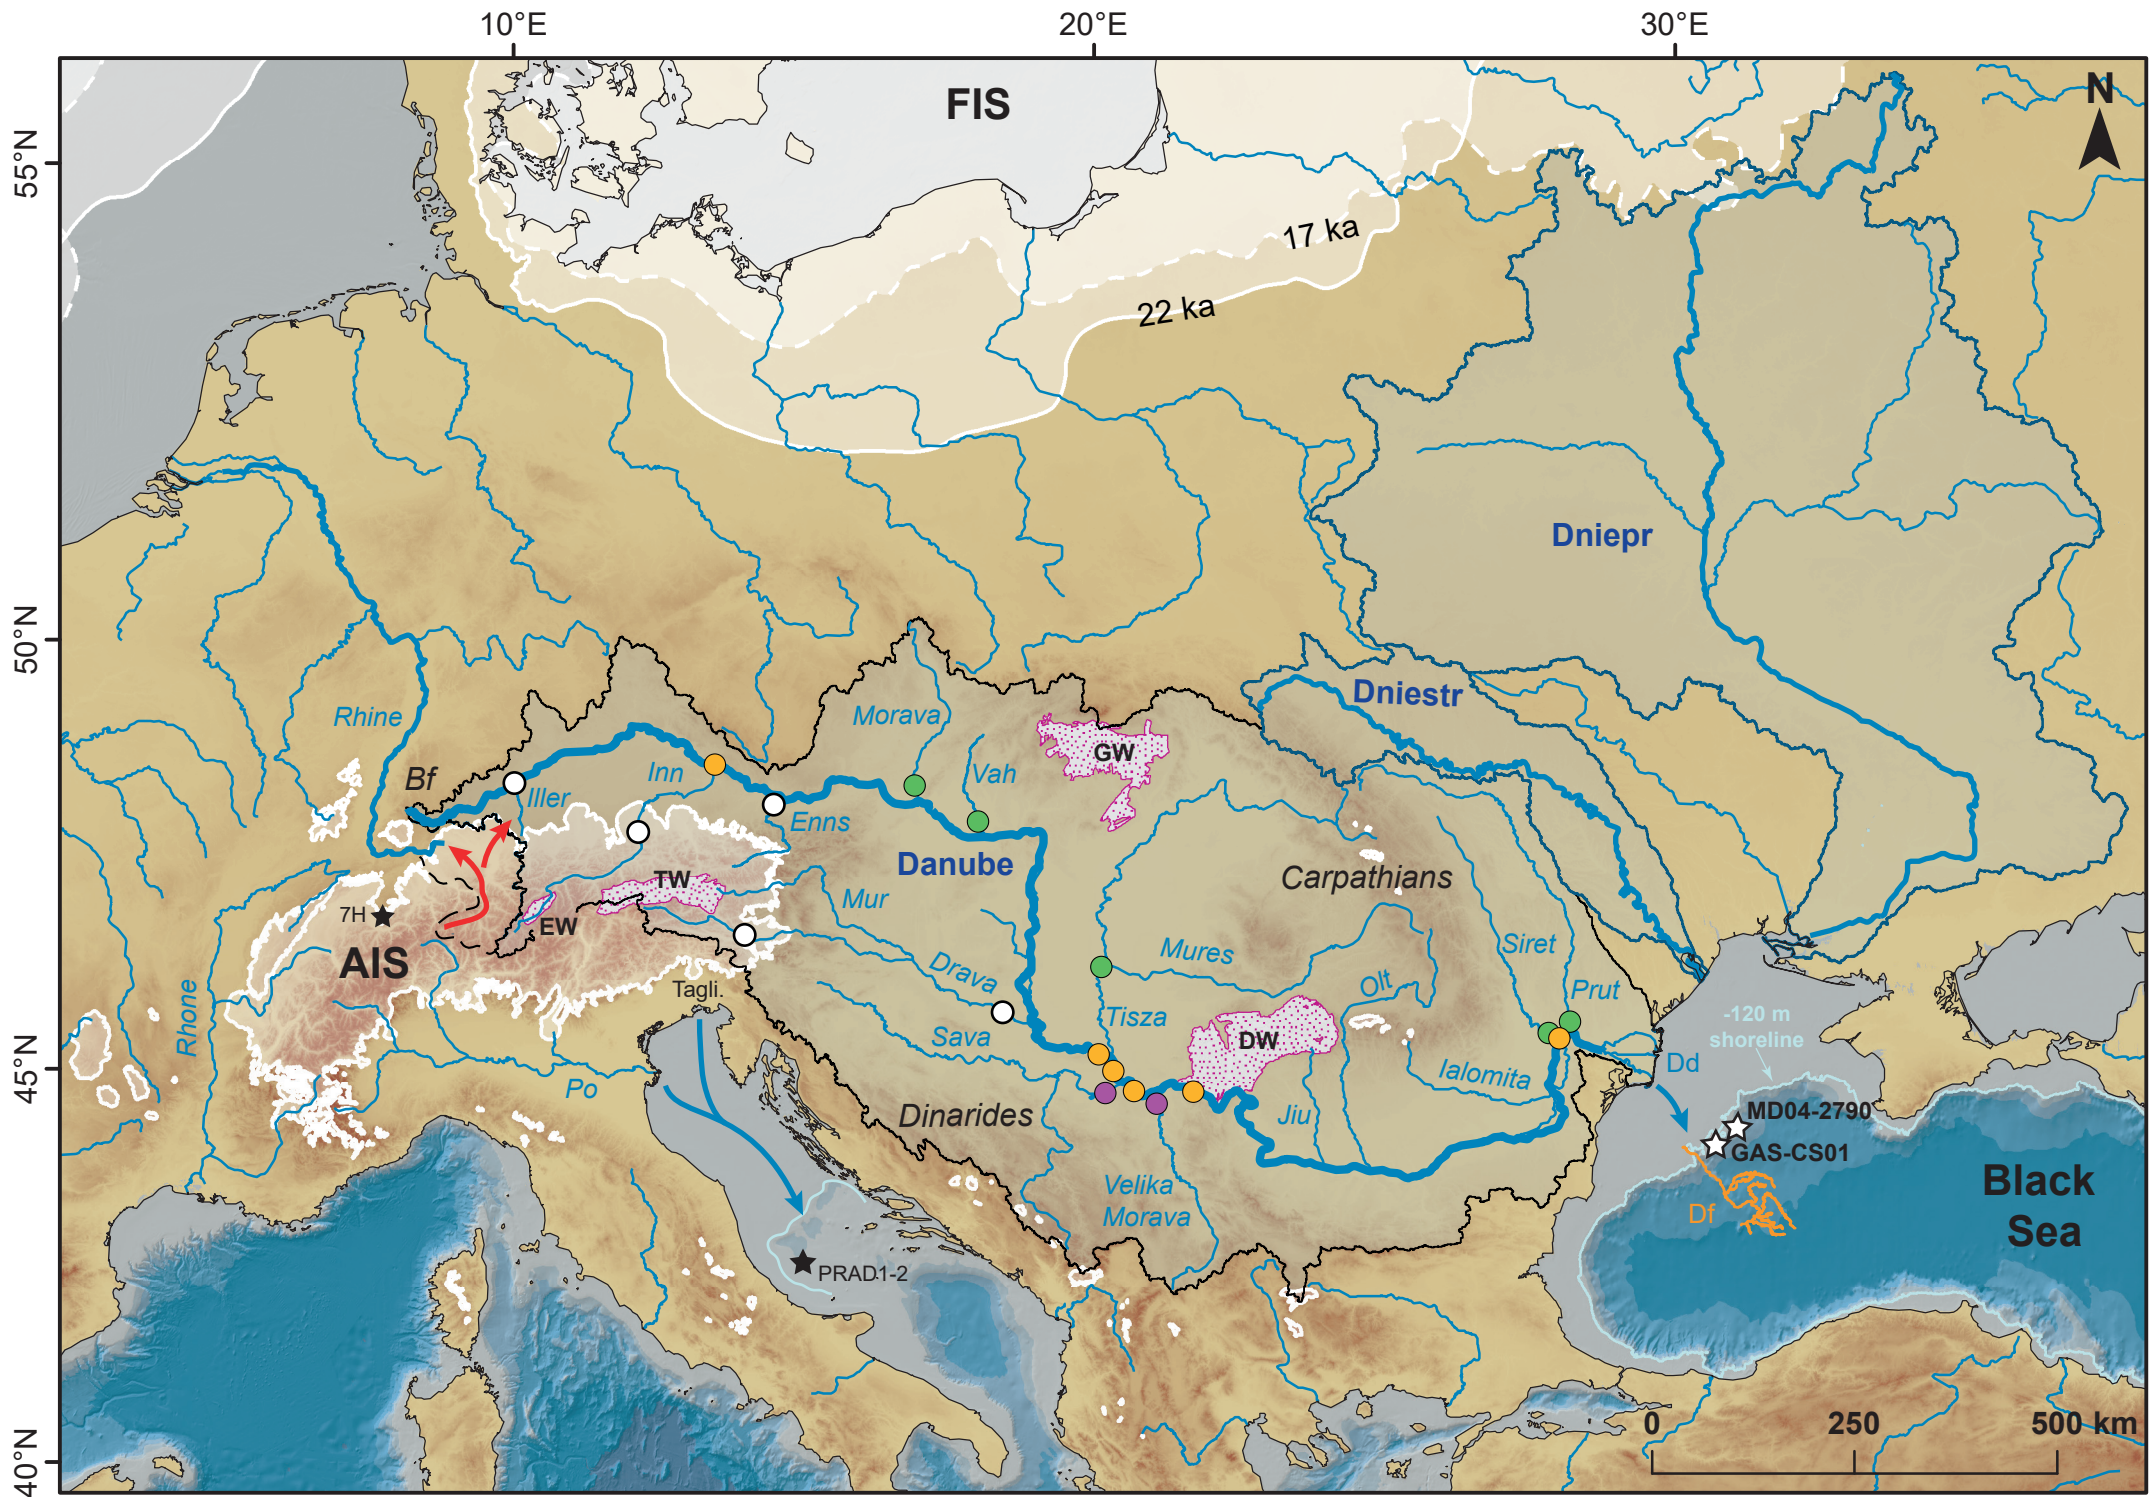 10°E
20°E
30°E
FIS
N
55°N
17 ka
22 ka
Dniepr
50°N
Dniestr
Rhine
Morava
GW
Bf
Inn
Vah
Iller
Enns
Danube
Carpathians
TW
Mur
7H
EW
AIS
Mures
Siret
Drava
Olt
Prut
Tagli.
Rhone
Tisza
-120 m
shoreline
Sava
DW
45°N
Dd
Po
Ialomita
Dinarides
Jiu
MD04-2790
GAS-CS01
Velika
Morava
Black
Sea
Df
PRAD1-2
40°N
0
250
500 km